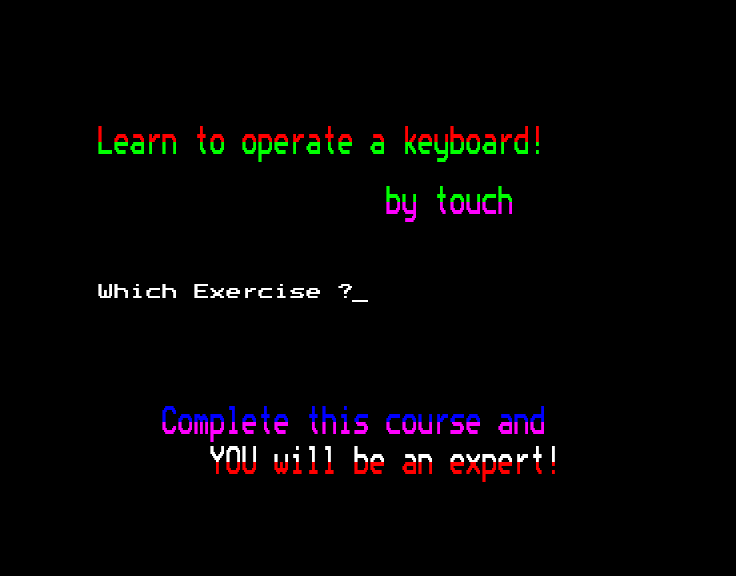 Learn to operate a keyboard!
by touch
Which Exercise ?_
Complete this course and
YOU will be an expert!